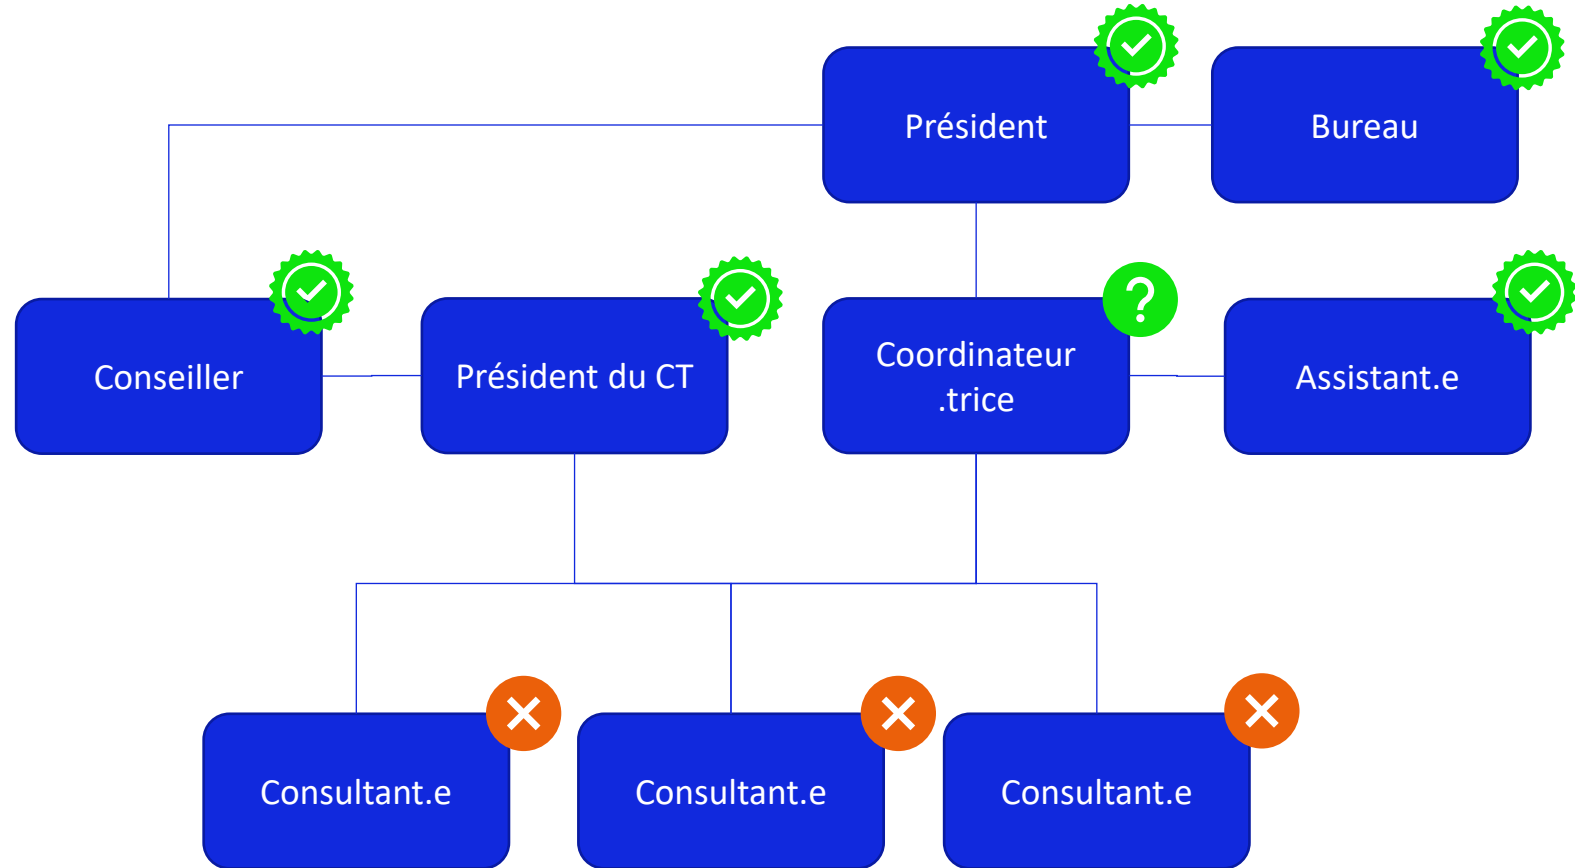 Président
Bureau
Conseiller
Président du CT
Coordinateur
.trice
?
Assistant.e
Consultant.e
Consultant.e
Consultant.e